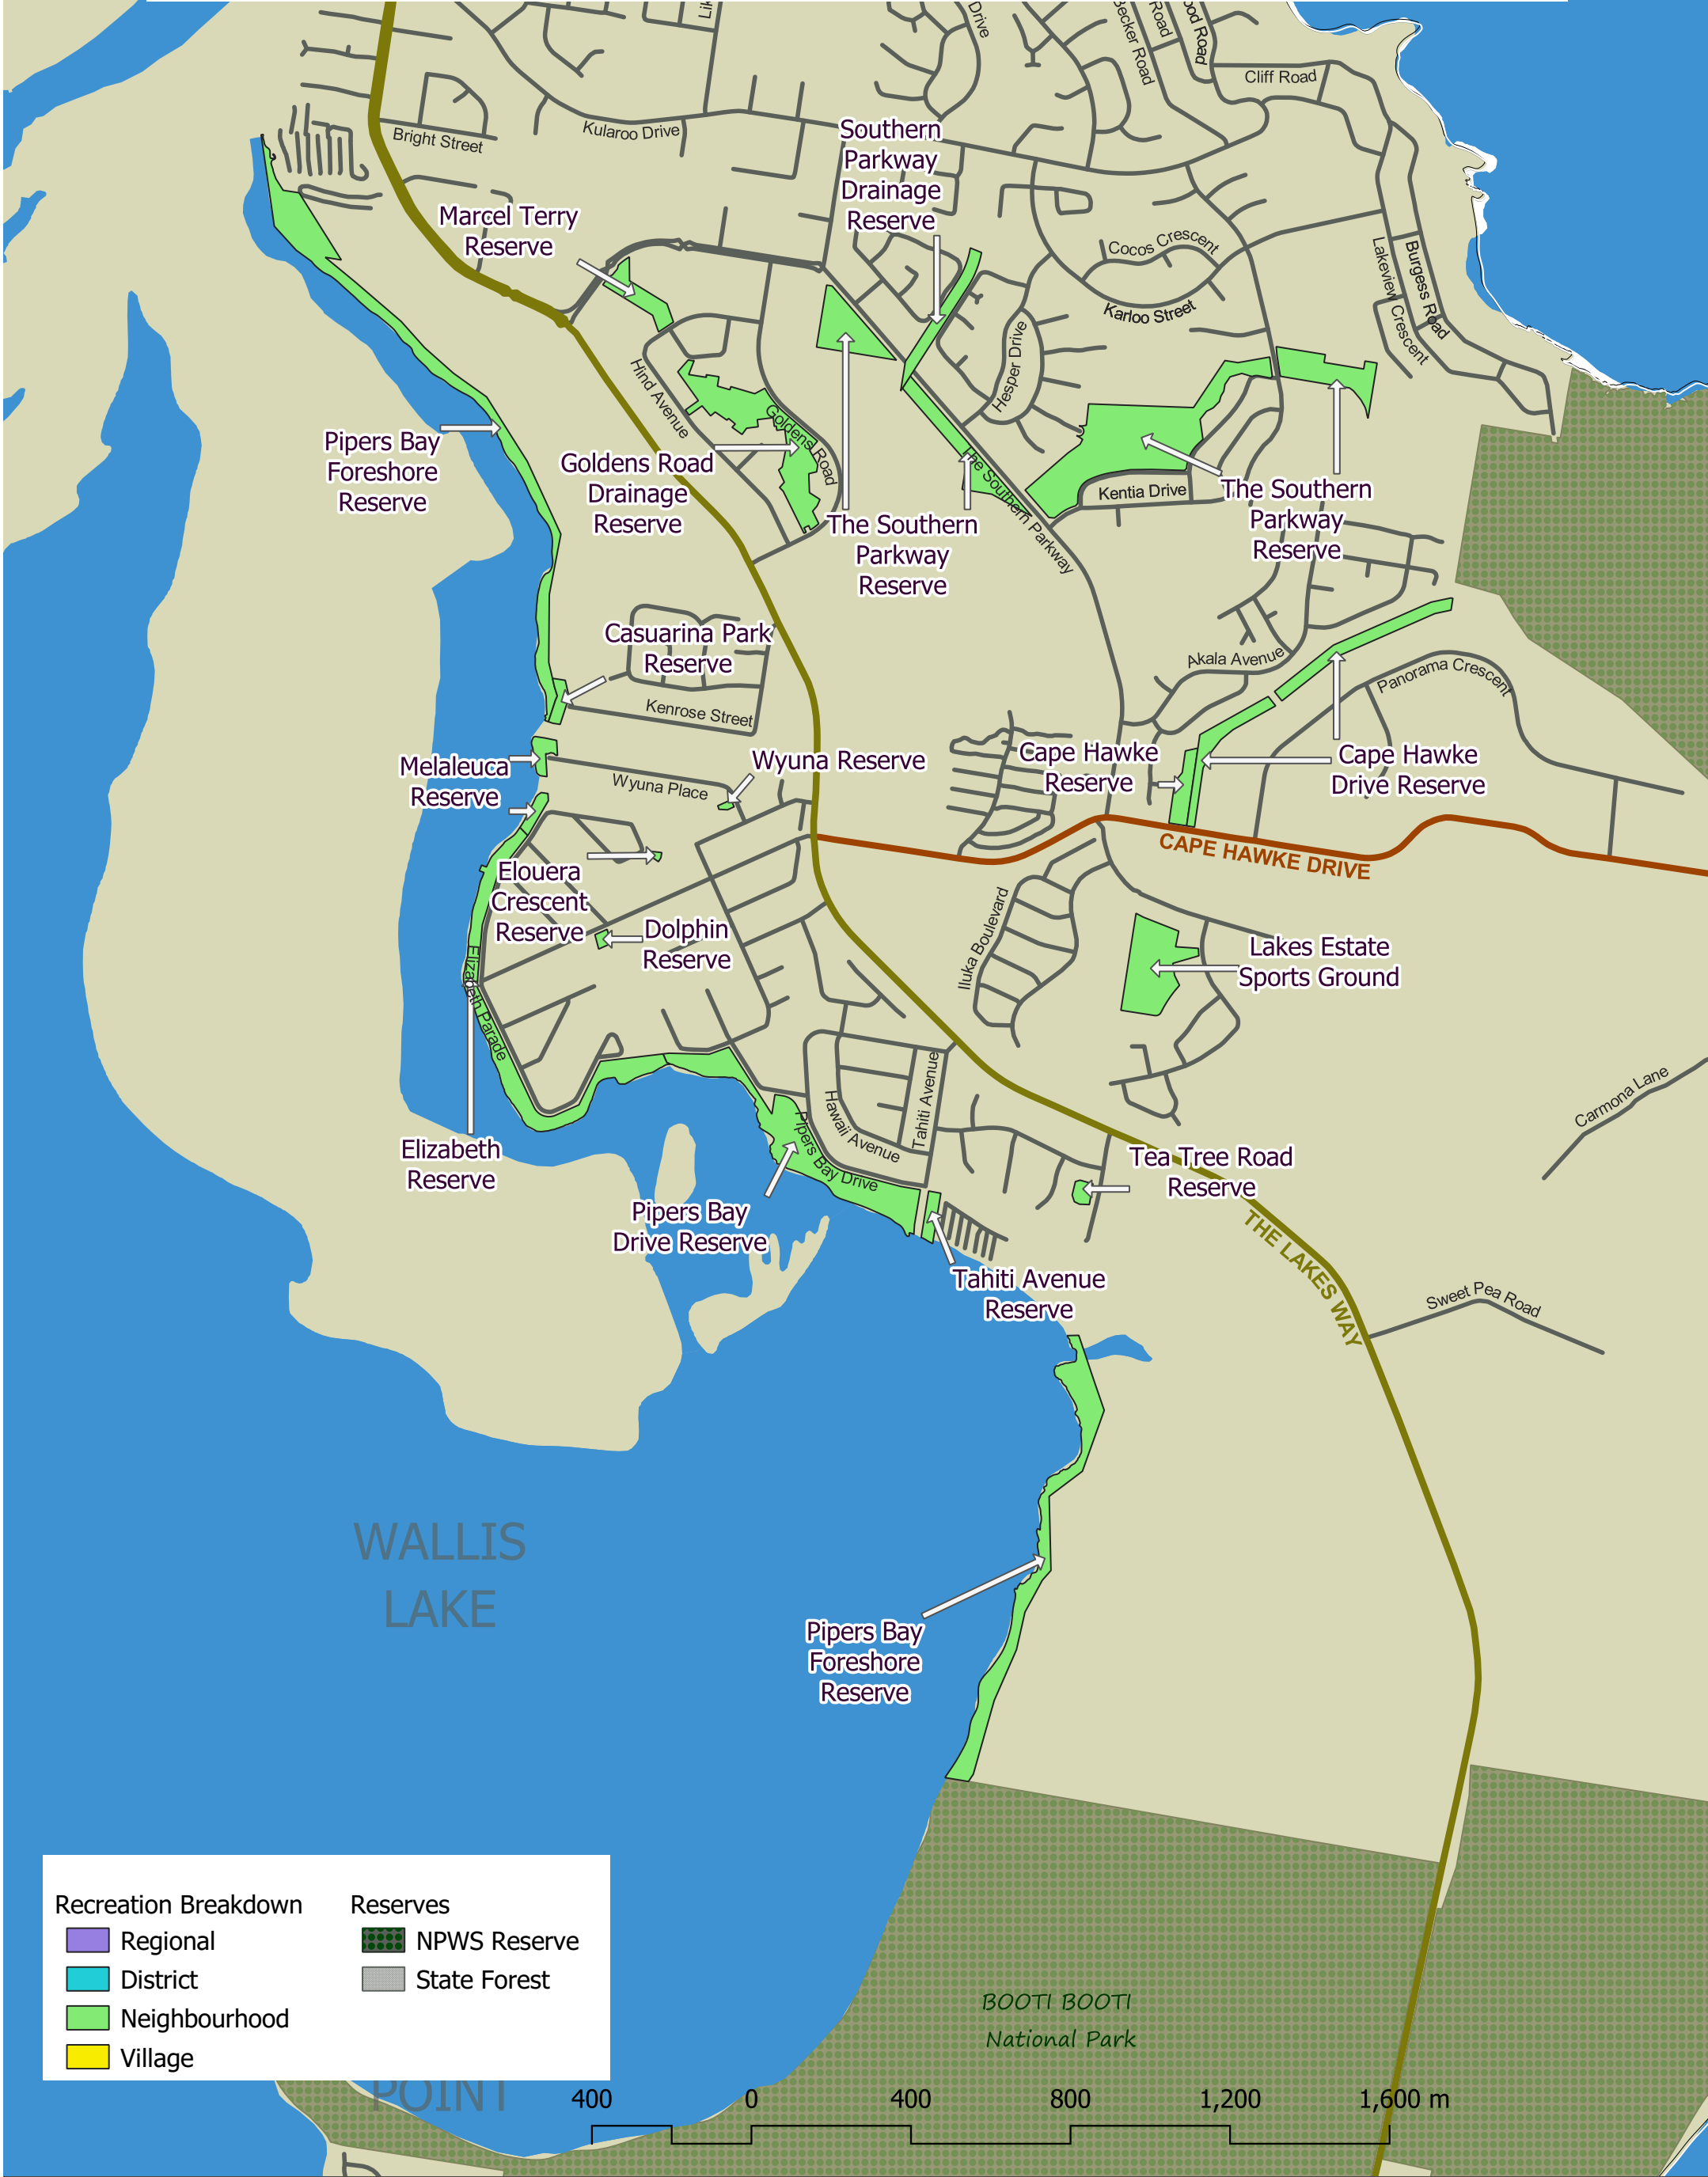 Drive
Becker Road
Road
ood Road
Lik
Cliff Road
Bright Street
Kularoo Drive
Southern
Parkway
Drainage
Reserve
Marcel Terry
Reserve
Cocos Crescent
Karloo Street
Lakeview Crescent
Burgess Road
Hesper Drive
Hind Avenue
Goldens Road
Pipers Bay
Foreshore
Reserve
Goldens Road
Drainage
Reserve
The Southern Parkway
The Southern
Parkway
Reserve
Kentia Drive
The Southern
Parkway
Reserve
Casuarina Park
Reserve
Kenrose Street
Akala Avenue
Panorama Crescent
Melaleuca
Reserve
Wyuna Place
Wyuna Reserve
Cape Hawke
Reserve
Cape Hawke
Drive Reserve
CAPE HAWKE DRIVE
Elouera
Crescent
Reserve
Dolphin
Reserve
Iluka Boulevard
Lakes Estate
Sports Ground
Elizabeth Parade
Elizabeth
Reserve
Hawaii Avenue
Tahiti Avenue
Pipers Bay Drive
Carmona Lane
Tea Tree Road
Reserve
Pipers Bay
Drive Reserve
Tahiti Avenue
Reserve
THE LAKES WAY
Sweet Pea Road
WALLIS
LAKE
Pipers Bay
Foreshore
Reserve
Recreation Breakdown
Regional
District
Neighbourhood
Village
Reserves
NPWS Reserve
State Forest
BOOTI BOOTI
National Park
POINT
400 0 400 800 1,200 1,600 m